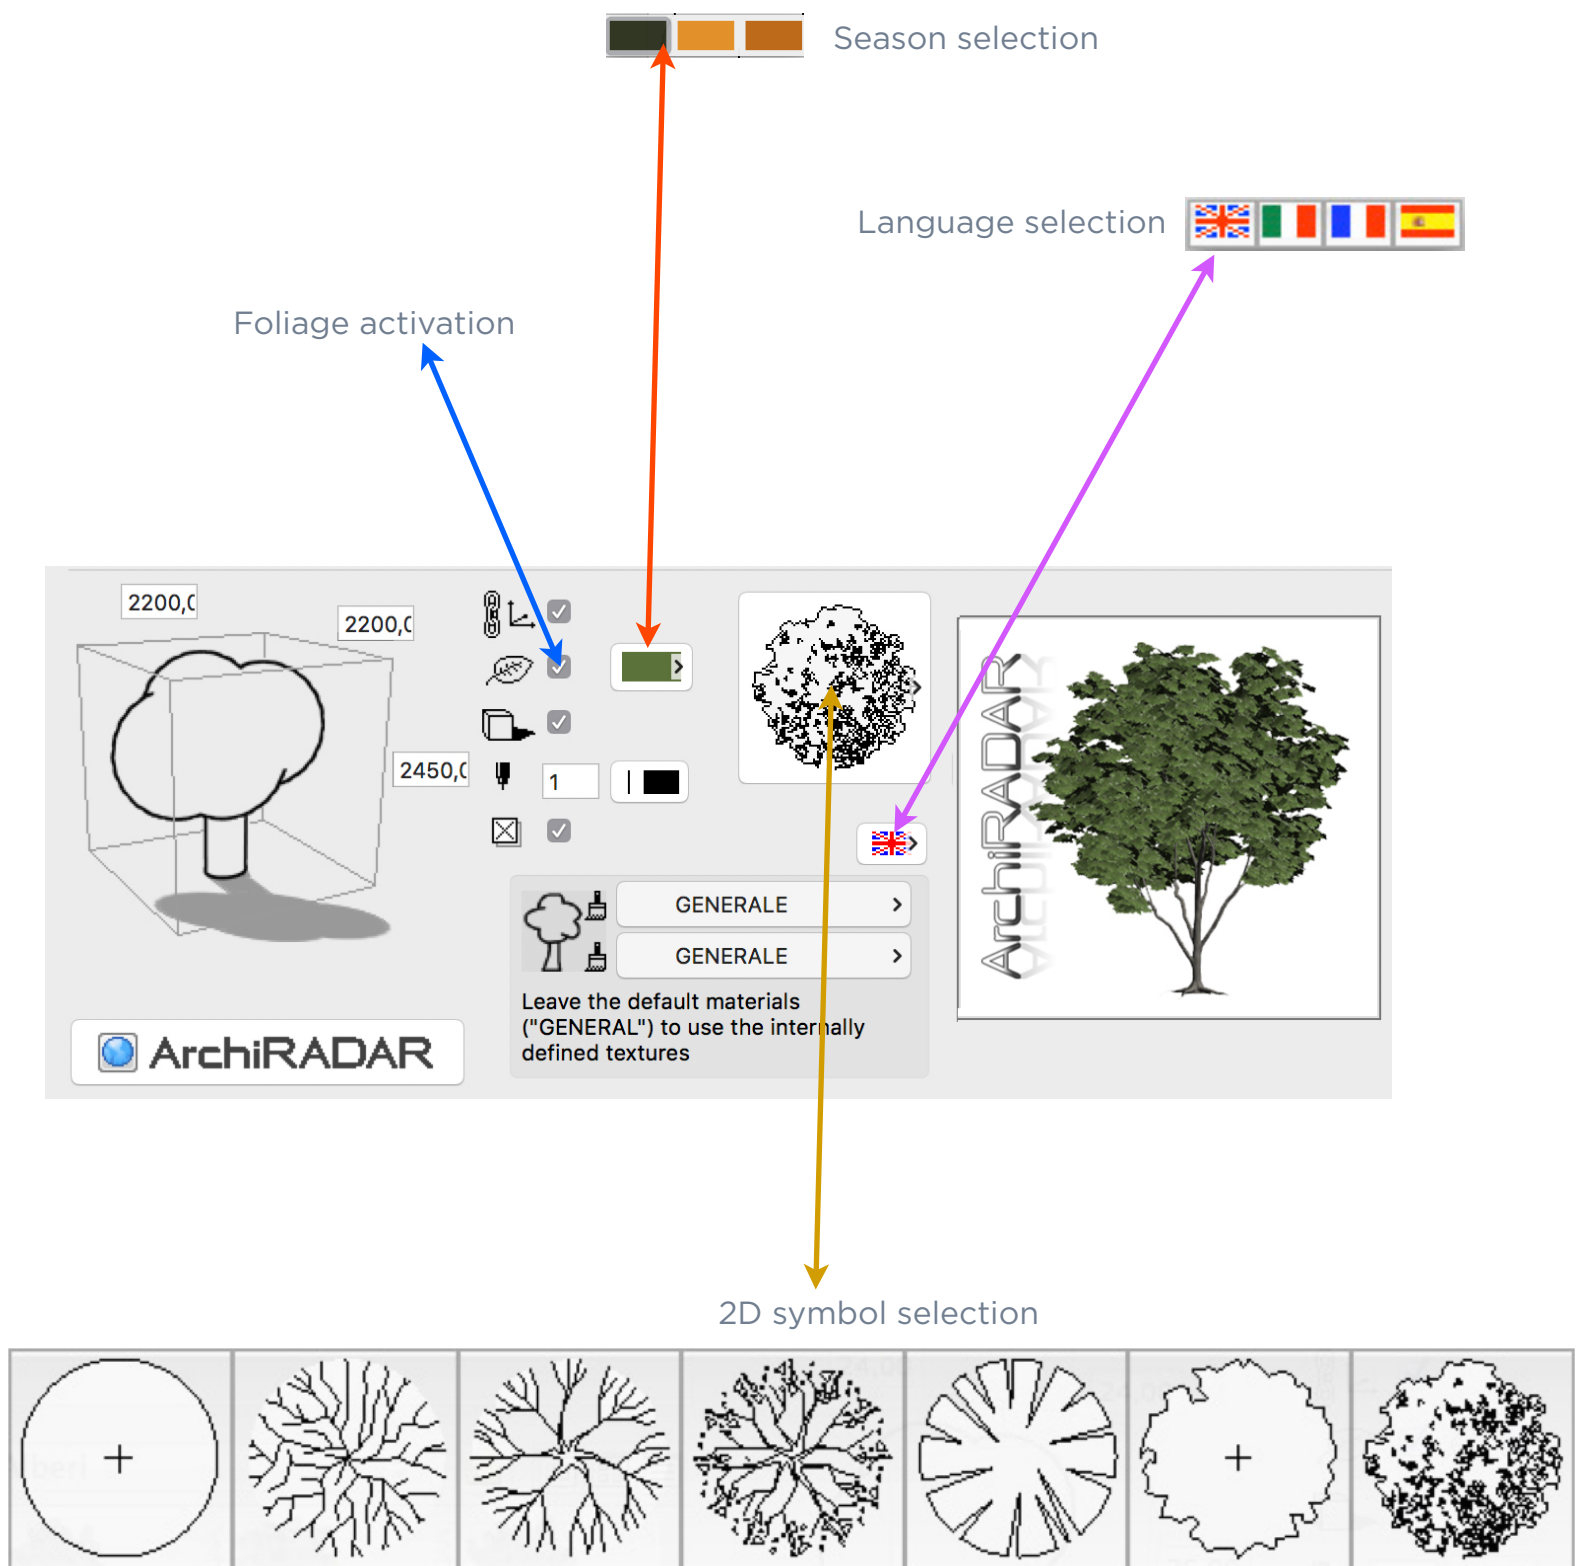 Season selection
Language selection
Foliage activation
2200,0
2200,0
2450,0
1
ArchiRADAR
GENERALE
GENERALE
Leave the default materials
("GENERAL") to use the internally
defined textures
ArchiRADAR
2D symbol selection